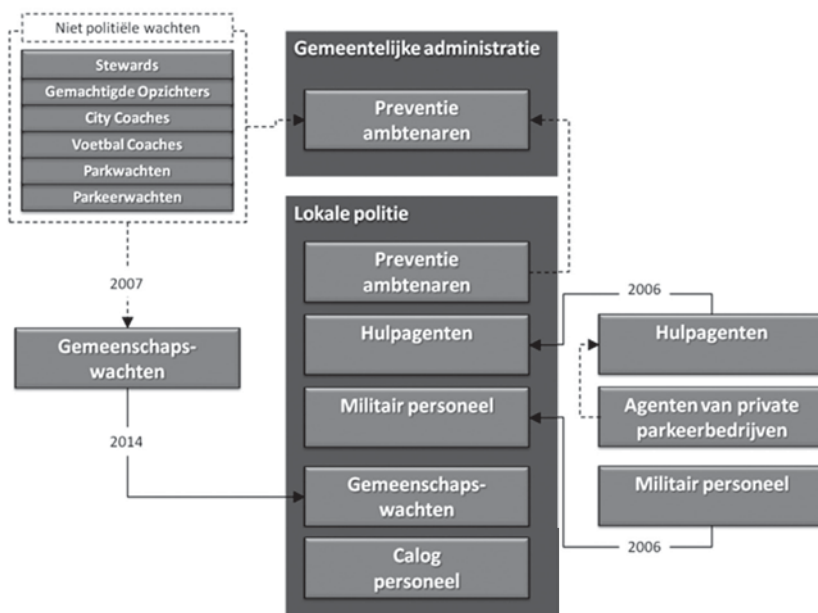 Niet politiële wachten
Stewards
Gemachtigde Opzichters
City Coaches
Voetbal Coaches
Parkwachten
Parkeerwachten
2007
Gemeenschaps-
wachten
2014
Gemeentelijke administratie
Preventie
ambtenaren
Lokale politie
Preventie
ambtenaren
Hulpagenten
Militair personeel
Gemeenschaps-
wachten
Calog
personeel
2006
Hulpagenten
Agenten van private
parkeerbedrijven
Militair personeel
2006